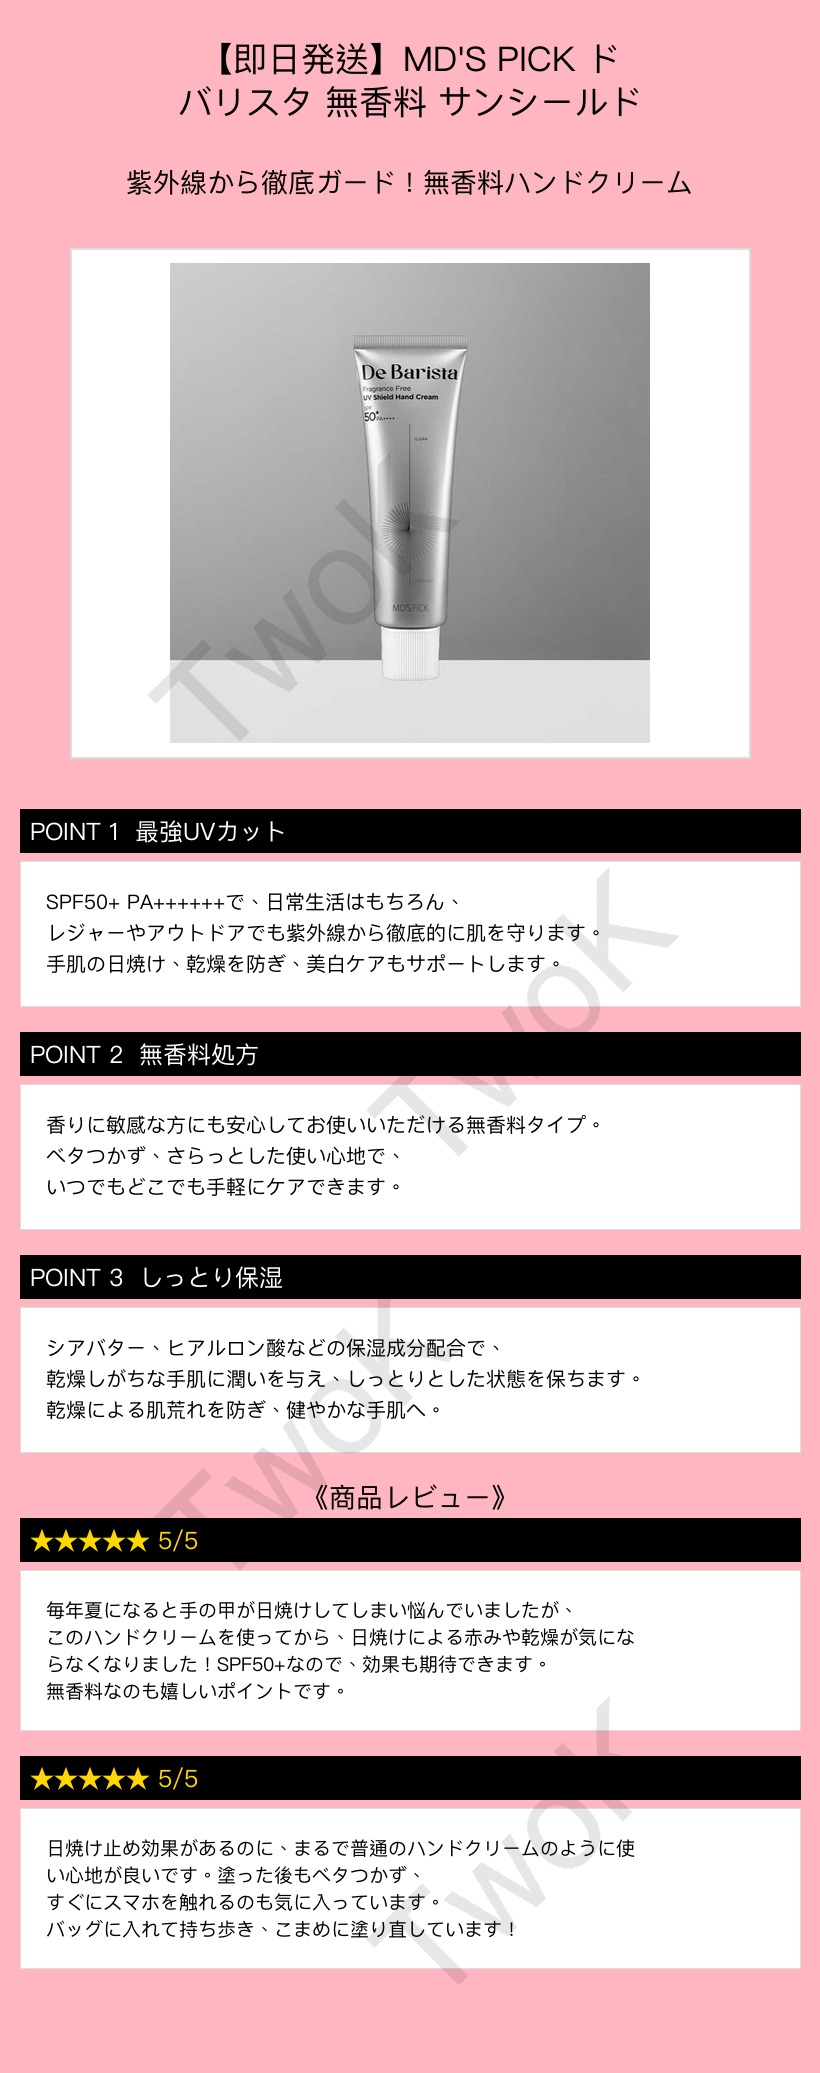 【即日発送】MD'S PICK ド
バリスタ 無香料 サンシールド
紫外線から徹底ガード！無香料ハンドクリーム
De Barista
Fragrance Free
UV Shield Hand Cream
SPF
50+ PA++++
CLEAN
MD'S PICK
TwoK
POINT 1 最強UVカット
SPF50+ PA++++++で、日常生活はもちろん、
レジャーやアウトドアでも紫外線から徹底的に肌を守ります。
手肌の日焼け、乾燥を防ぎ、美白ケアもサポートします。
TwoK
POINT 2 無香料処方
香りに敏感な方にも安心してお使いいただける無香料タイプ。
ベタつかず、さらっとした使い心地で、
いつでもどこでも手軽にケアできます。
POINT 3 しっとり保湿
シアバター、ヒアルロン酸などの保湿成分配合で、
乾燥しがちな手肌に潤いを与え、しっとりとした状態を保ちます。
乾燥による肌荒れを防ぎ、健やかな手肌へ。
TwoK
《商品レビュー》
★★★★★ 5/5
毎年夏になると手の甲が日焼けしてしまい悩んでいましたが、
このハンドクリームを使ってから、日焼けによる赤みや乾燥が気にな
らなくなりました！SPF50+なので、効果も期待できます。
無香料なのも嬉しいポイントです。
★★★★★ 5/5
日焼け止め効果があるのに、まるで普通のハンドクリームのように使
い心地が良いです。塗った後もベタつかず、
すぐにスマホを触れるのも気に入っています。
バッグに入れて持ち歩き、こまめに塗り直しています！
TwoK